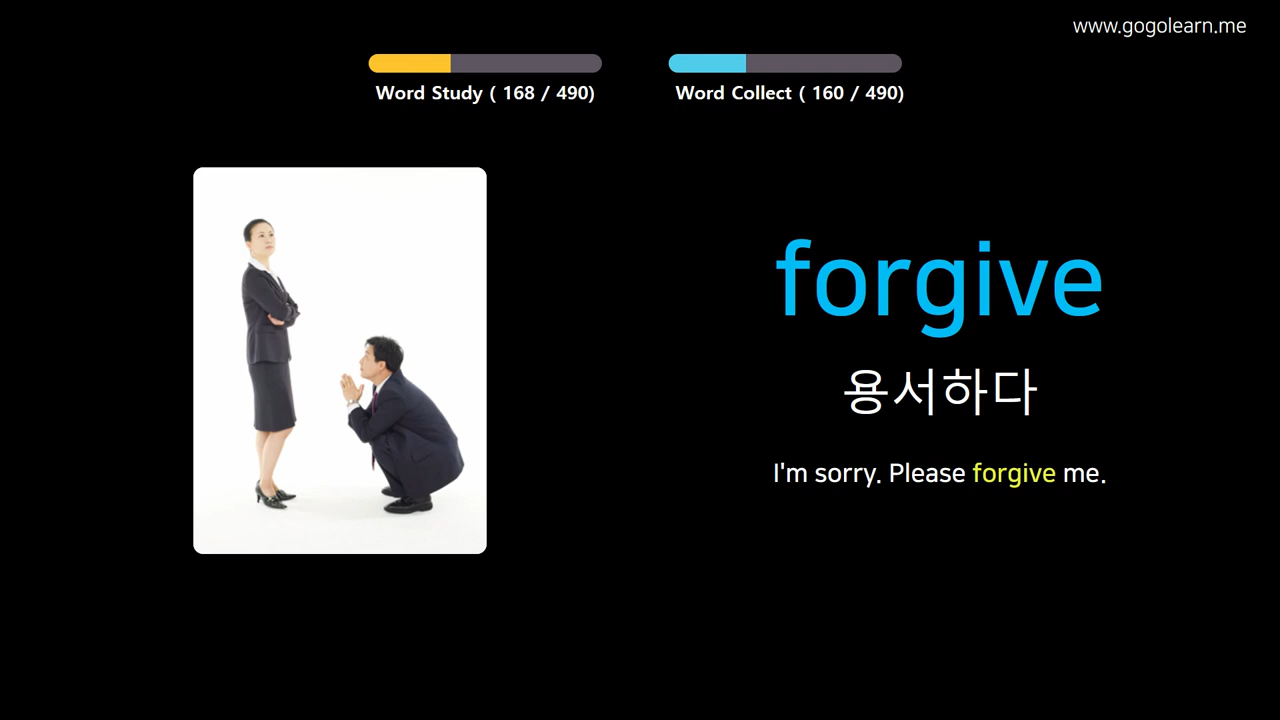 www.gogolearn.me
Word Study ( 168 / 490)
Word Collect ( 160 / 490)
forgive
용서하다
I'm sorry. Please forgive me.